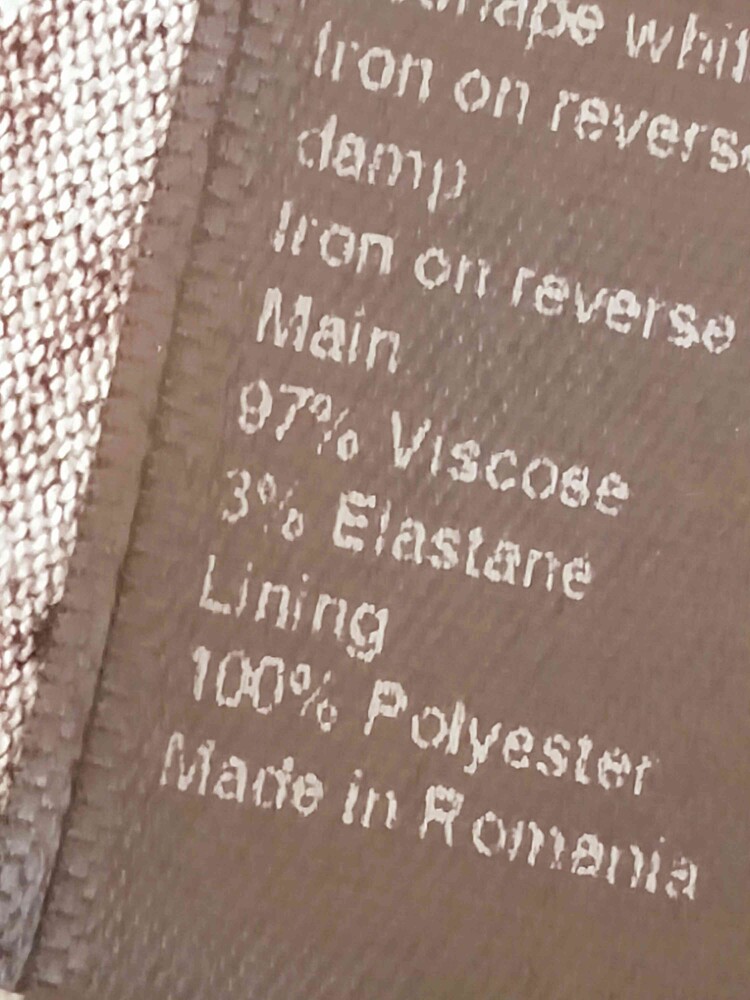 Iron on reverse
damp
Iron on reverse
Main
97% Viscose
3% Elastane
Lining
100% Polyester
Made in Romania